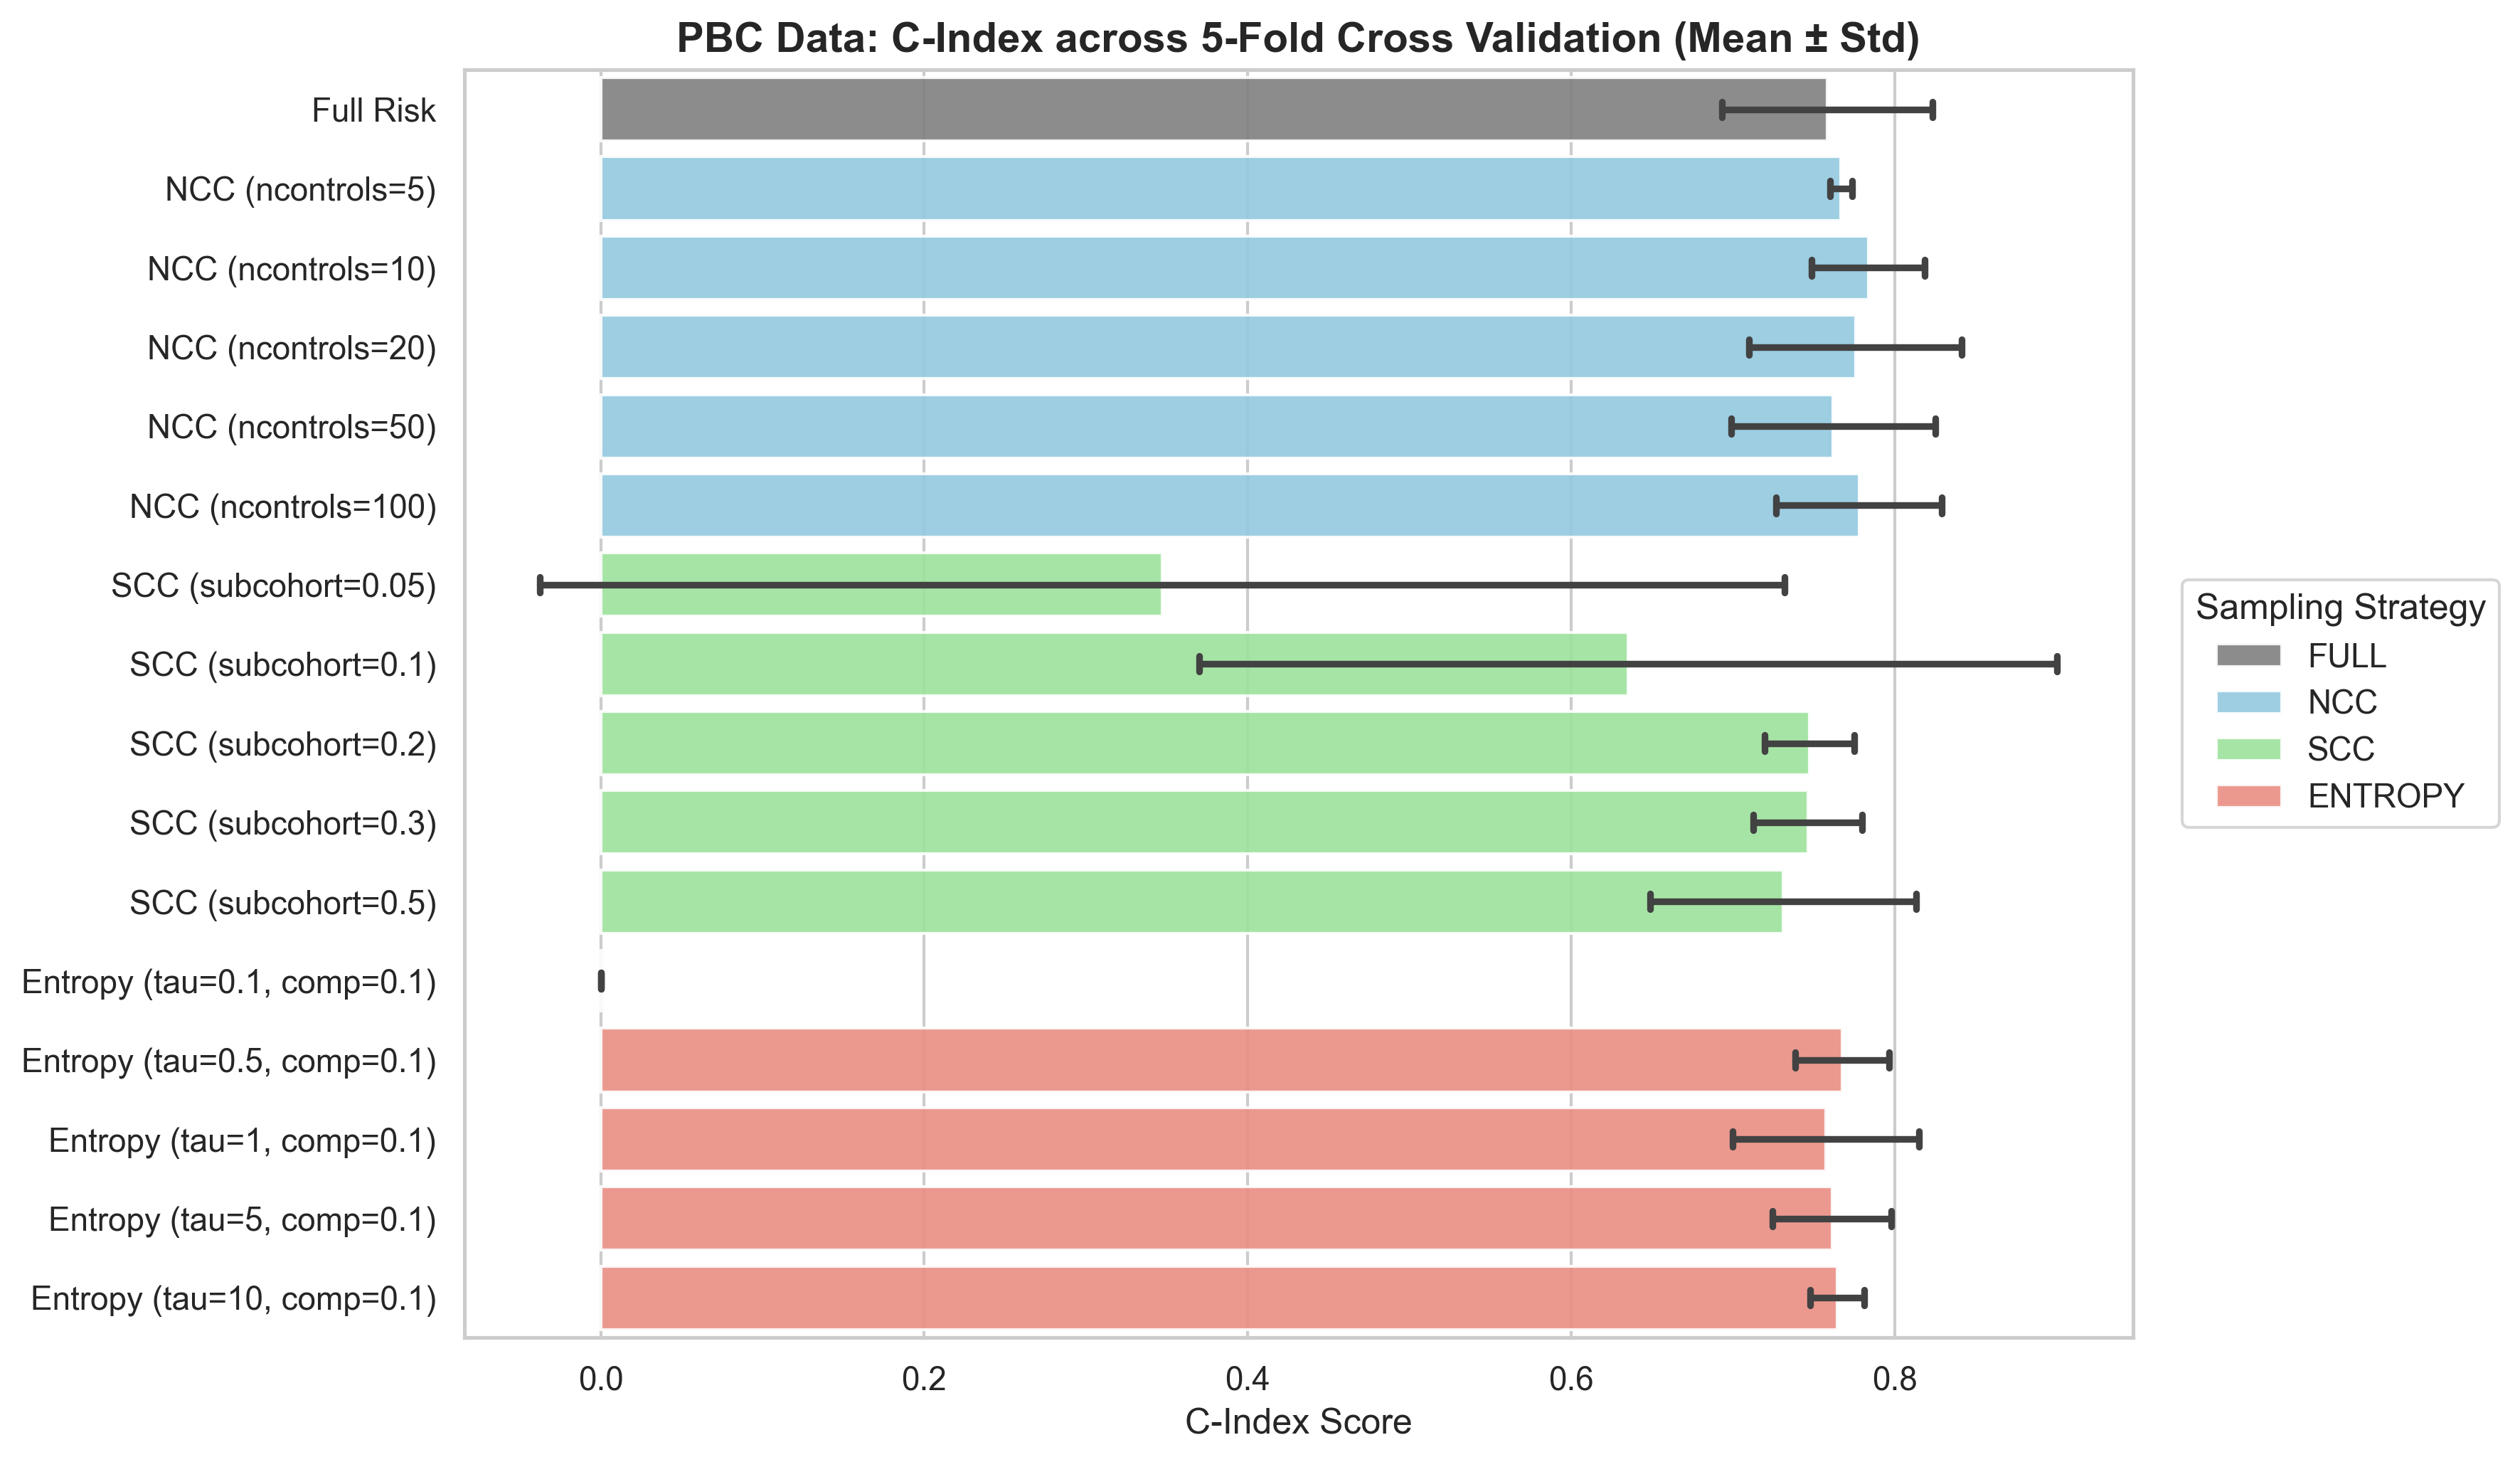 PBC Data: C-Index across 5-Fold Cross Validation (Mean ± Std)
Full Risk
NCC (ncontrols=5)
NCC (ncontrols=10)
NCC (ncontrols=20)
NCC (ncontrols=50)
NCC (ncontrols=100)
SCC (subcohort=0.05)
SCC (subcohort=0.1)
SCC (subcohort=0.2)
SCC (subcohort=0.3)
SCC (subcohort=0.5)
Entropy (tau=0.1, comp=0.1)
Entropy (tau=0.5, comp=0.1)
Entropy (tau=1, comp=0.1)
Entropy (tau=5, comp=0.1)
Entropy (tau=10, comp=0.1)
0.0 0.2 0.4 0.6 0.8
C-Index Score
Sampling Strategy
FULL
NCC
SCC
ENTROPY